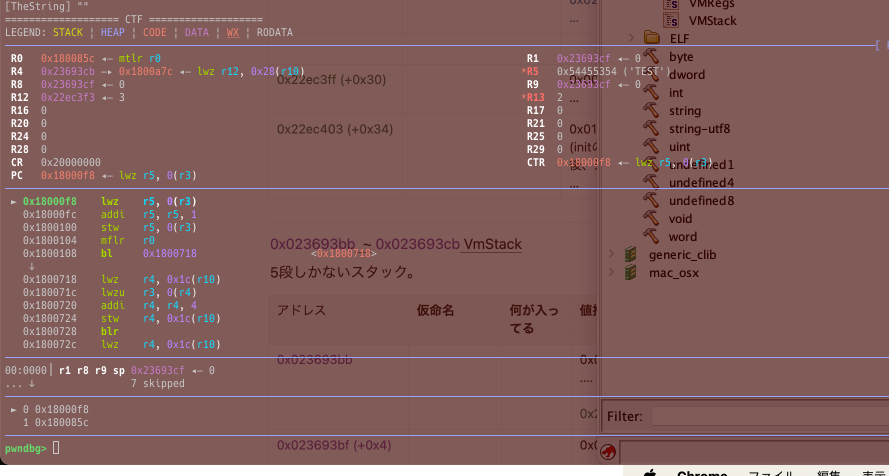 [TheString] ""
=================== CTF ===================
LEGEND: STACK ¦ HEAP ¦ CODE ¦ DATA ¦ WX ¦ RODATA
R0 0x180085c ◂— mtlr r0
R1 0x23693cf ◂— 0
R4 0x23693cb —▸ 0x1800a7c ◂— lwz r12, 0x28(r10)
*R5 0x54455354 ('TEST')
R8 0x23693cf ◂— 0
R9 0x23693cf ◂— 0
R12 0x22ec3f3 ◂— 3
*R13 2
R16 0
R17 0
R20 0
R21 0
R24 0
R25 0
R28 0
R29 0
CR 0x20000000
CTR 0x18000f8 ◂— lwz r5, 0(r3)
PC 0x18000f8 ◂— lwz r5, 0(r3)
► 0x18000f8 lwz r5, 0(r3)
0x18000fc addi r5, r5, 1
0x1800100 stw r5, 0(r3)
0x1800104 mflr r0
0x1800108 bl 0x1800718 <0x1800718>
↓
0x1800718 lwz r4, 0x1c(r10)
0x180071c lwzu r3, 0(r4)
0x1800720 addi r4, r4, 4
0x1800724 stw r4, 0x1c(r10)
0x1800728 blr
0x180072c lwz r4, 0x1c(r10)
00:0000│ r1 r8 r9 sp 0x23693cf ◂— 0
... ↓ 7 skipped
► 0 0x18000f8
1 0x180085c
pwndbg>
0x22ec3ff (+0x30)
...
0x22ec403 (+0x34)
...
0x023693bb ~ 0x023693cb VmStack
5段しかないスタック。
アドレス 仮命名 何が入ってる
0x023693bb
....
0x023693bf (+0x4)
VMRegs
VMStack
ELF
byte
dword
int
string
string-utf8
uint
undefined1
undefined4
undefined8
void
word
generic_clib
mac_osx
Filter:
Chrome ファイル 編集 表示